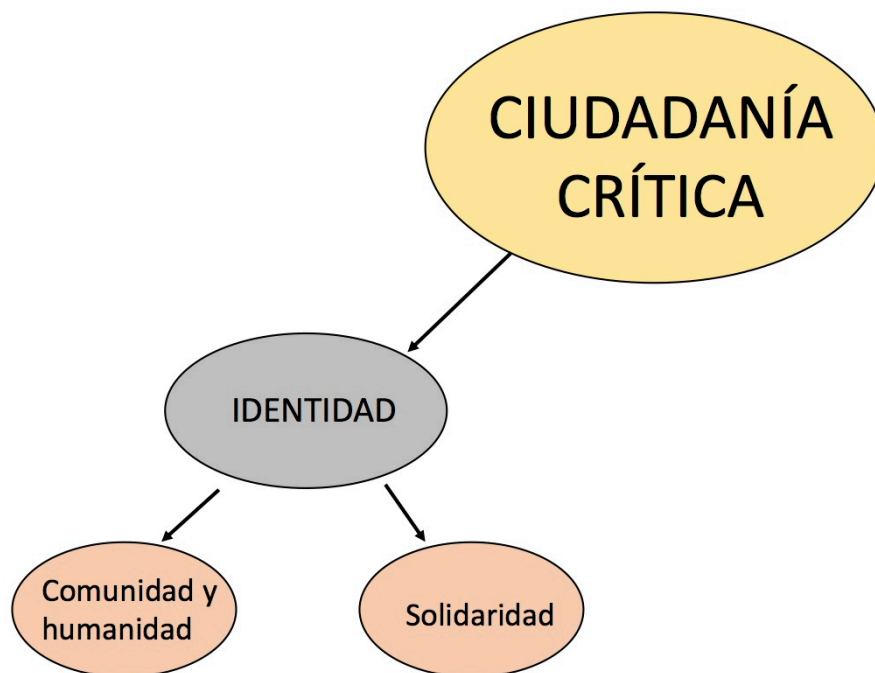 CIUDADANÍA
CRÍTICA
IDENTIDAD
Comunidad y
humanidad
Solidaridad